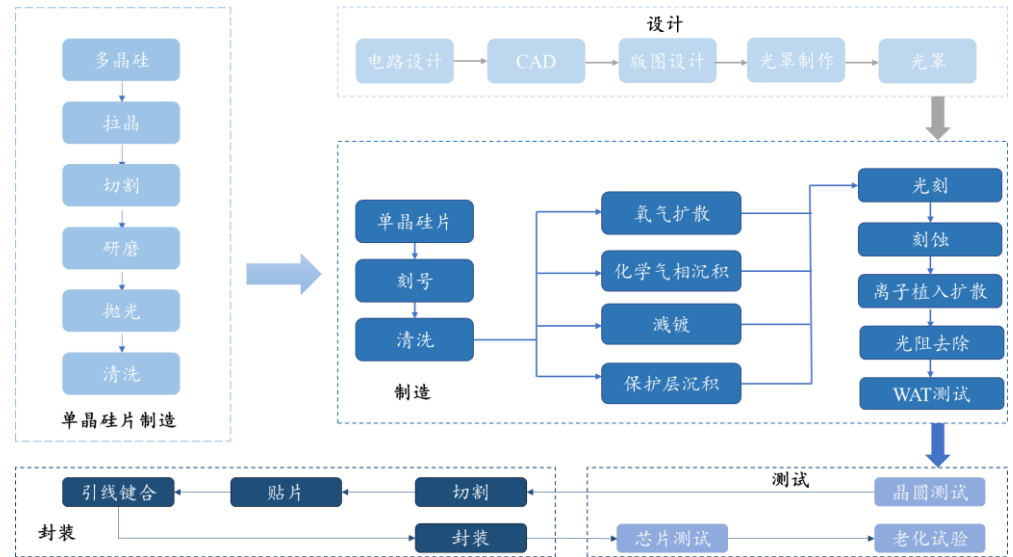 多晶硅
拉晶
切割
研磨
抛光
清洗
单晶硅片制造
设计
电路设计
CAD
版图设计
光罩制作
光罩
单晶硅片
刻号
清洗
制造
氧气扩散
化学气相沉积
溅镀
保护层沉积
光刻
刻蚀
离子植入扩散
光阻去除
WAT测试
测试
晶圆测试
切割
贴片
引线键合
封装
封装
芯片测试
老化试验